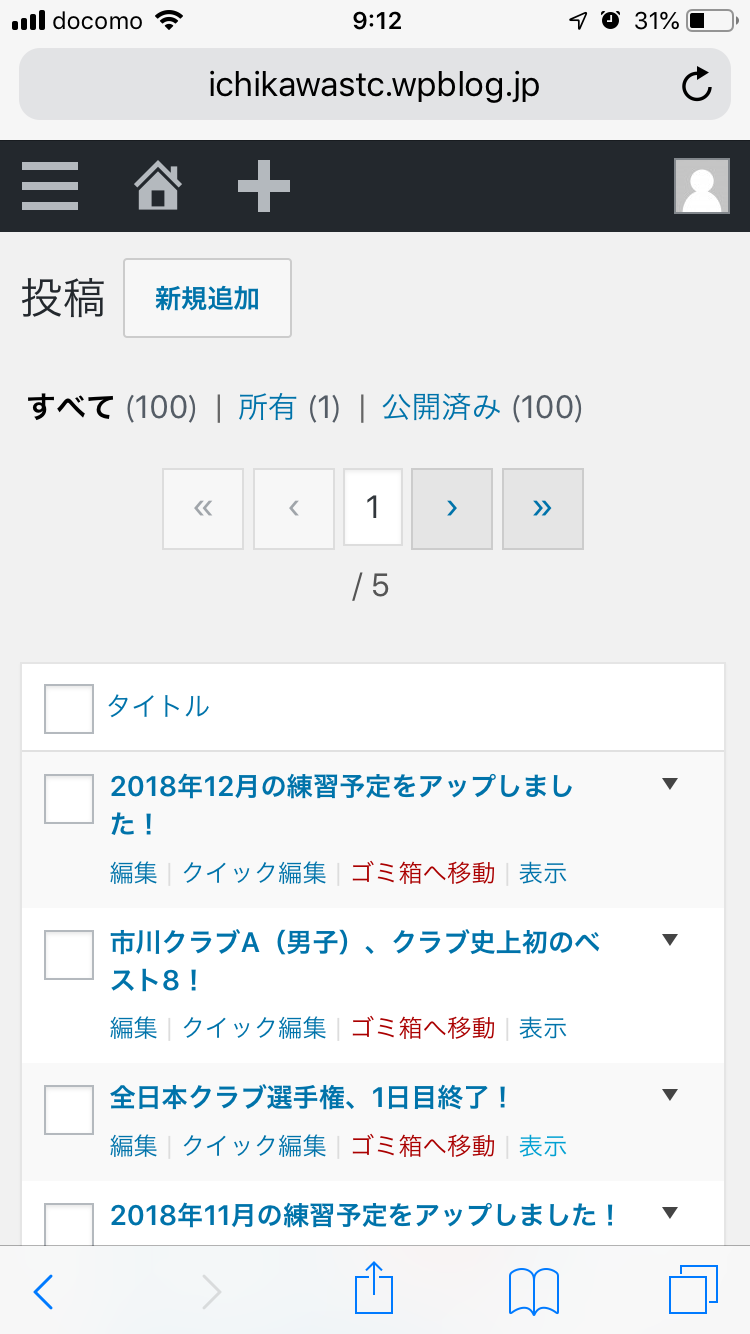 docomo 9:12 31%
ichikawastc.wpblog.jp
投稿 新規追加
すべて (100) | 所有 (1) | 公開済み (100)
« ‹ 1 › »
/ 5
タイトル
2018年12月の練習予定をアップしまし
た！
編集 | クイック編集 | ゴミ箱へ移動 | 表示
市川クラブA（男子）、クラブ史上初のベ
スト8！
編集 | クイック編集 | ゴミ箱へ移動 | 表示
全日本クラブ選手権、1日目終了！
編集 | クイック編集 | ゴミ箱へ移動 | 表示
2018年11月の練習予定をアップしました！